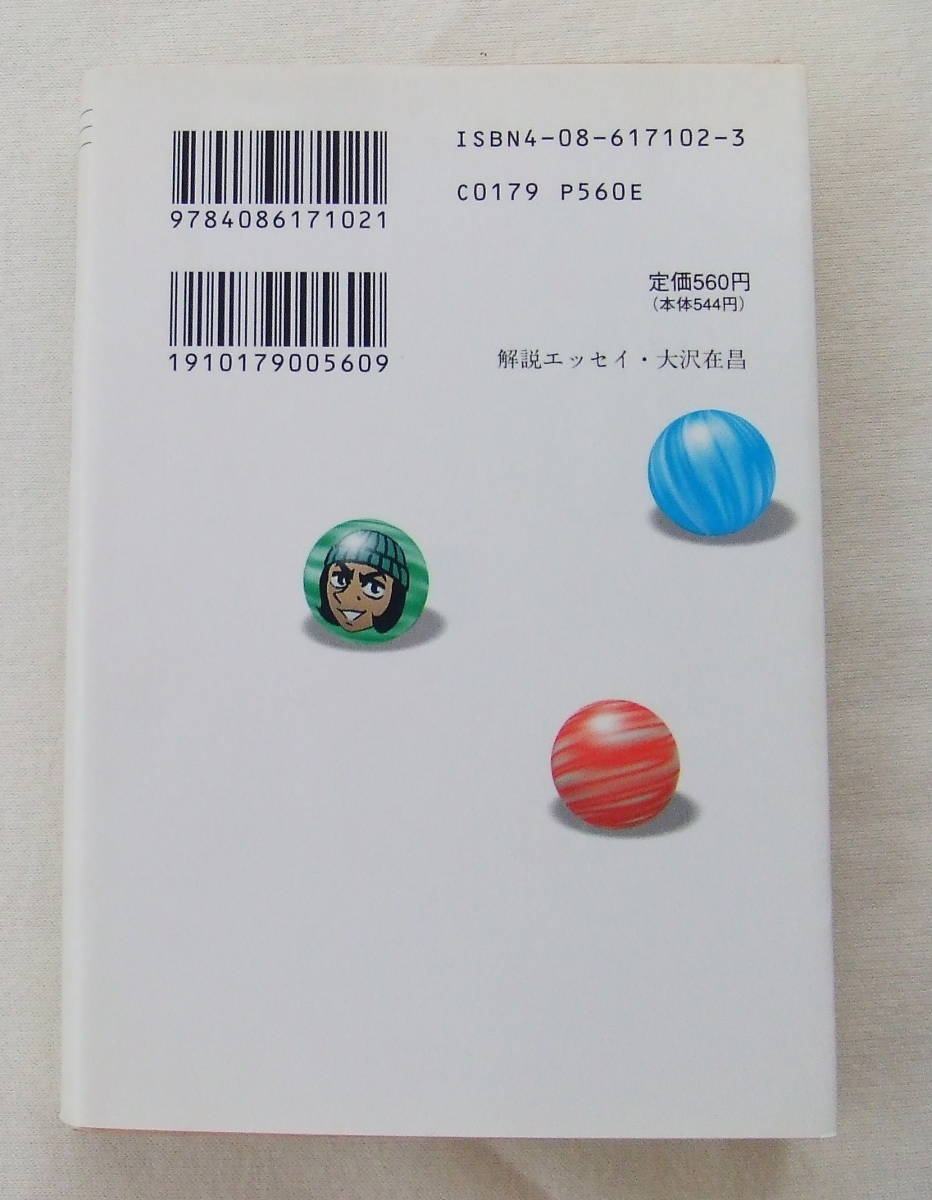 ISBN4-08-617102-3
C0179 P560E
9784086171021
定価560円
（本体544円）
1910179005609
解説エッセイ・大沢在昌